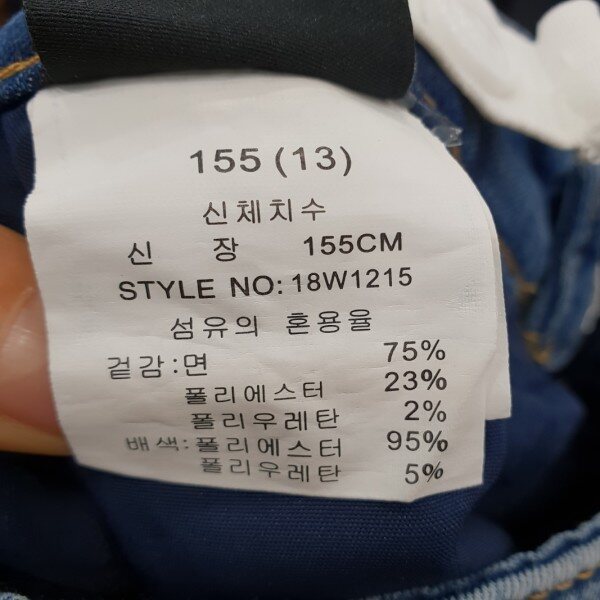 155 (13)
신체치수
신 장 155CM
STYLE NO: 18W1215
섬유의 혼용율
겉감:면 75%
폴리에스터 23%
폴리우레탄 2%
배색:폴리에스터 95%
폴리우레탄 5%